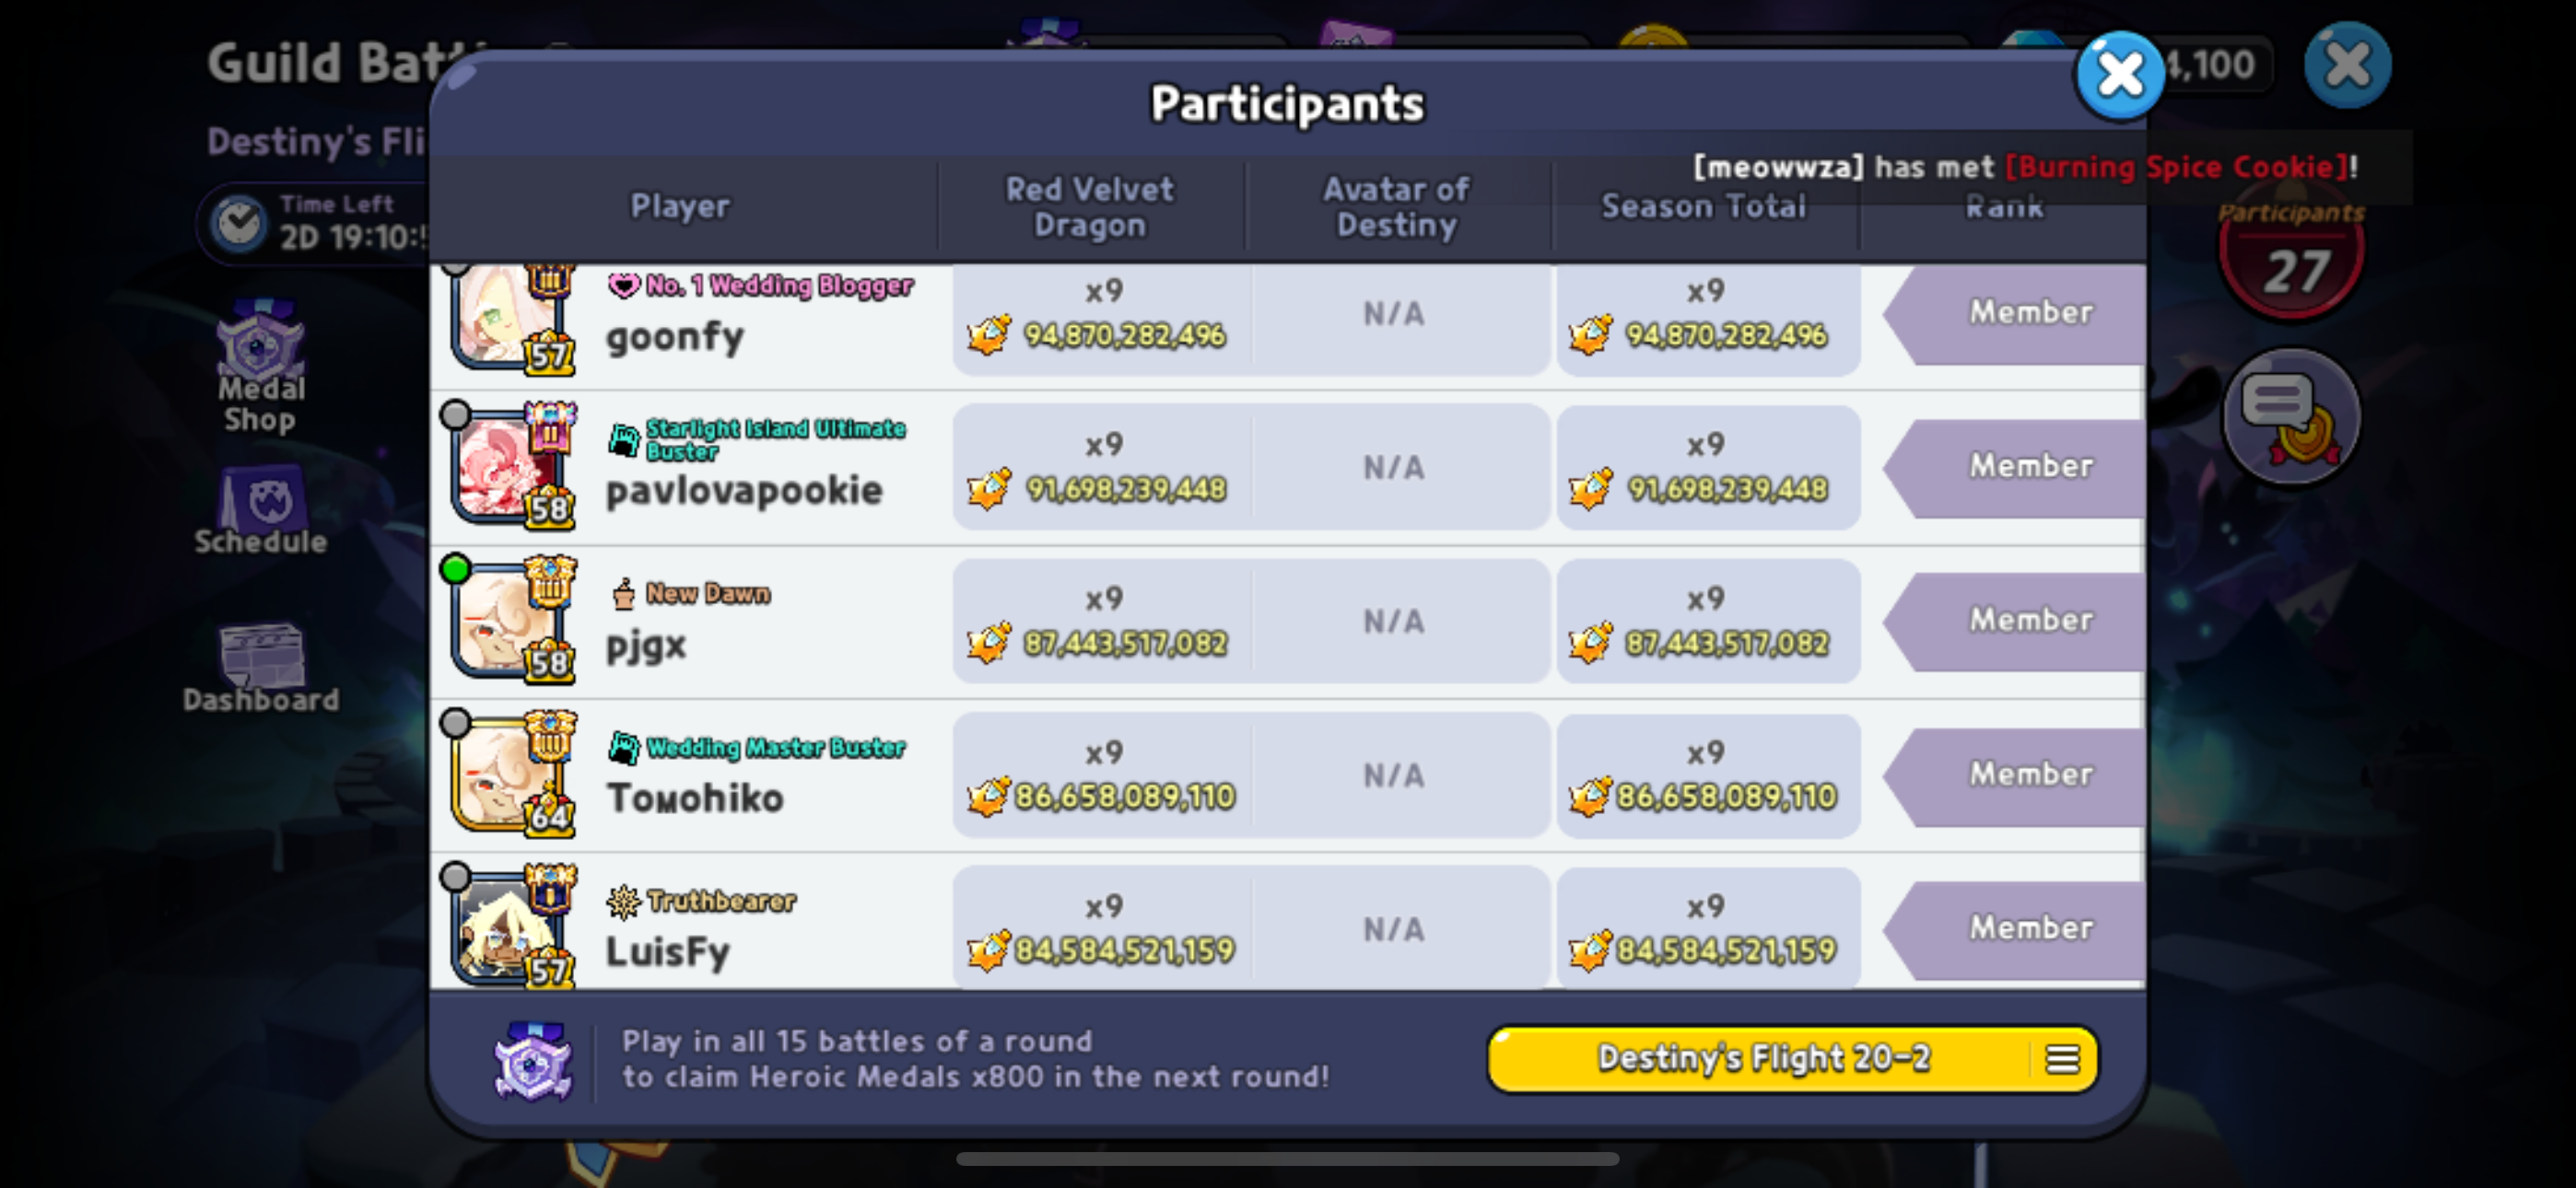 Guild Bat
4,100
Participants
Destiny's Fli
[meowwza] has met [Burning Spice Cookie]!
Time Left
2D 19:10:
Player
Red Velvet
Dragon
Avatar of
Destiny
Season Total
Rank
Participants
27
Medal
Shop
Schedule
Dashboard
57
No. 1 Wedding Blogger
goonfy
x9
94,870,282,496
N/A
x9
94,870,282,496
Member
58
Starlight Island Ultimate
Buster
pavlovapookie
x9
91,698,239,448
N/A
x9
91,698,239,448
Member
58
New Dawn
pjgx
x9
87,443,517,082
N/A
x9
87,443,517,082
Member
64
Wedding Master Buster
Toмohiko
x9
86,658,089,110
N/A
x9
86,658,089,110
Member
57
Truthbearer
LuisFy
x9
84,584,521,159
N/A
x9
84,584,521,159
Member
Play in all 15 battles of a round
to claim Heroic Medals x800 in the next round!
Destiny's Flight 20-2